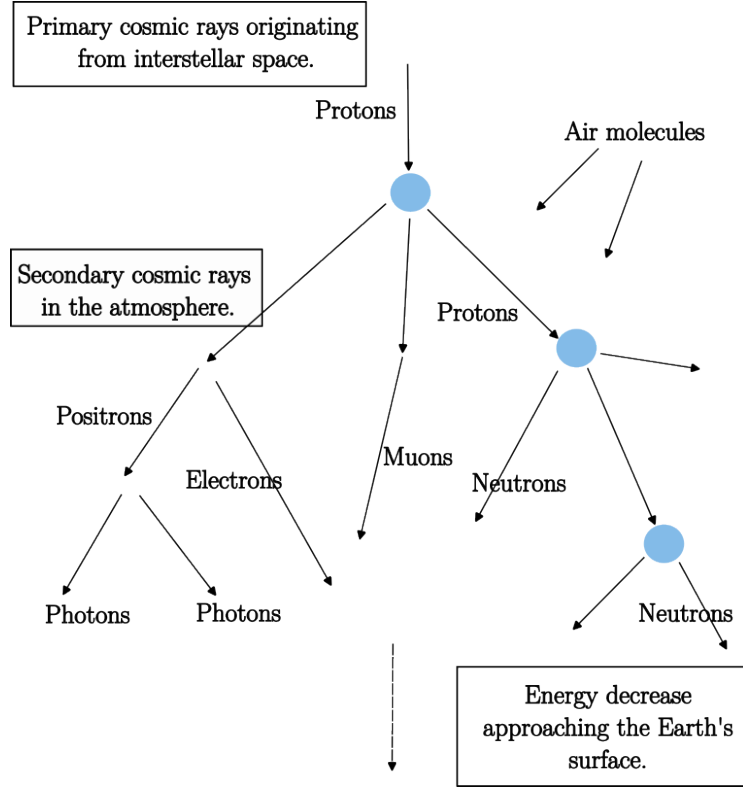 Primary cosmic rays originating
from interstellar space.
Protons
Air molecules
Secondary cosmic rays
in the atmosphere.
Protons
Positrons
Muons
Electrons
Neutrons
Photons
Photons
Neutrons
Energy decrease
approaching the Earth's
surface.